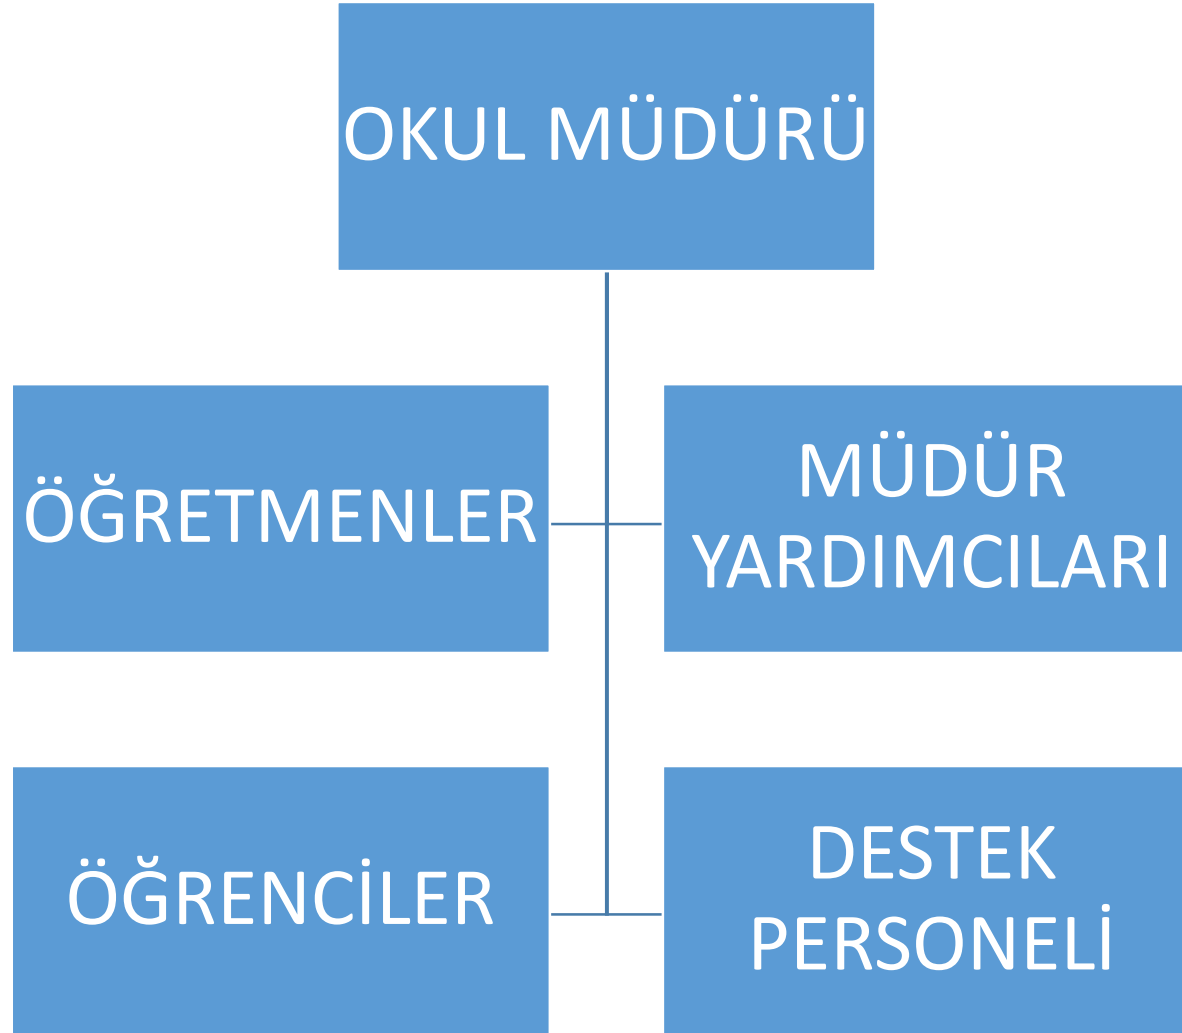 OKUL MÜDÜRÜ
ÖĞRETMENLER
MÜDÜR
YARDIMCILARI
ÖĞRENCİLER
DESTEK
PERSONELİ